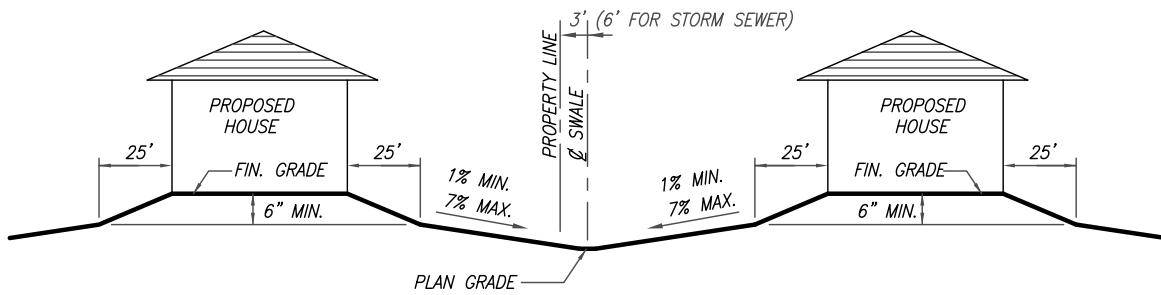 3' (6' FOR STORM SEWER)
PROPERTY LINE
℄ SWALE
PROPOSED
HOUSE
25'
25'
FIN. GRADE
6" MIN.
1% MIN.
7% MAX.
1% MIN.
7% MAX.
PROPOSED
HOUSE
25'
25'
FIN. GRADE
6" MIN.
PLAN GRADE